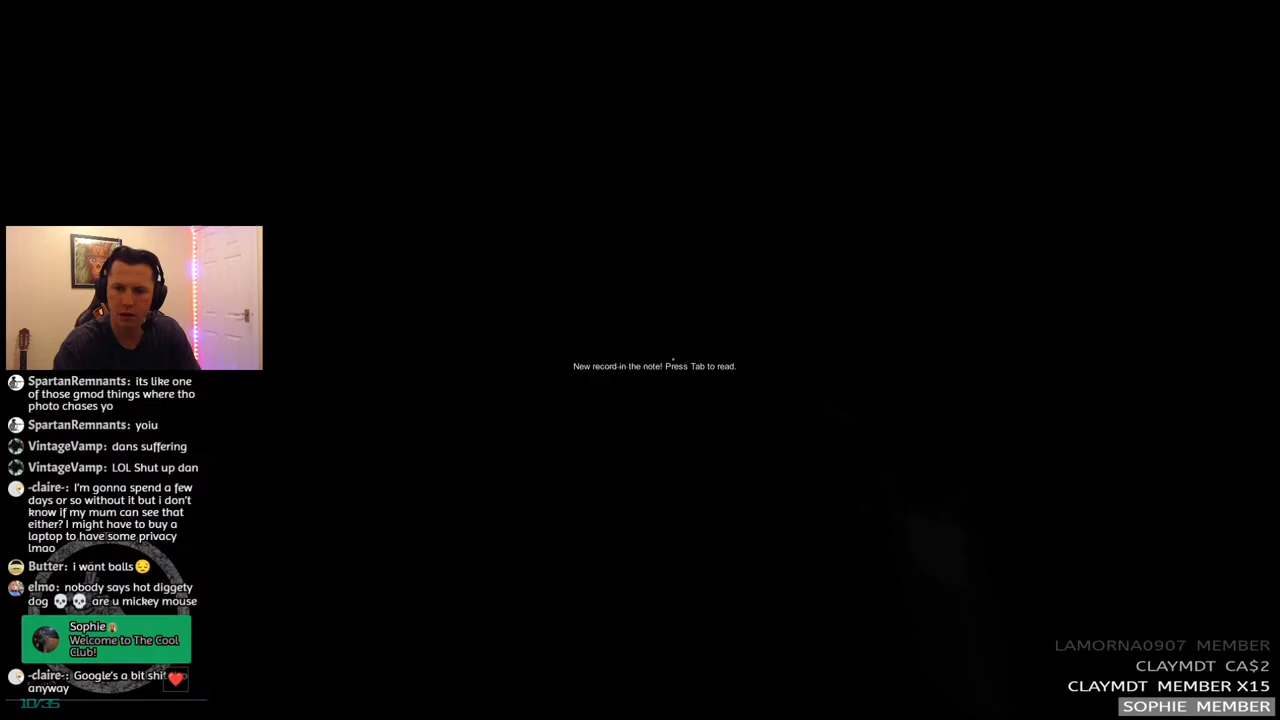 New record in the note! Press Tab to read.
SpartanRemnants: its like one
of those gmod things where tho
photo chases yo
SpartanRemnants: yoiu
VintageVamp: dans suffering
VintageVamp: LOL Shut up dan
-claire-: I'm gonna spend a few
days or so without it but i don't
know if my mum can see that
either? I might have to buy a
laptop to have some privacy
lmao
Butter: i want balls😔
elmo: nobody says hot diggety
dog 💀 💀 are u mickey mouse
Sophie
Welcome to The Cool
Club!
-claire-: Google's a bit shit
anyway
10/35
LAMORNA0907 MEMBER
CLAYMDT CA$2
CLAYMDT MEMBER X15
SOPHIE MEMBER